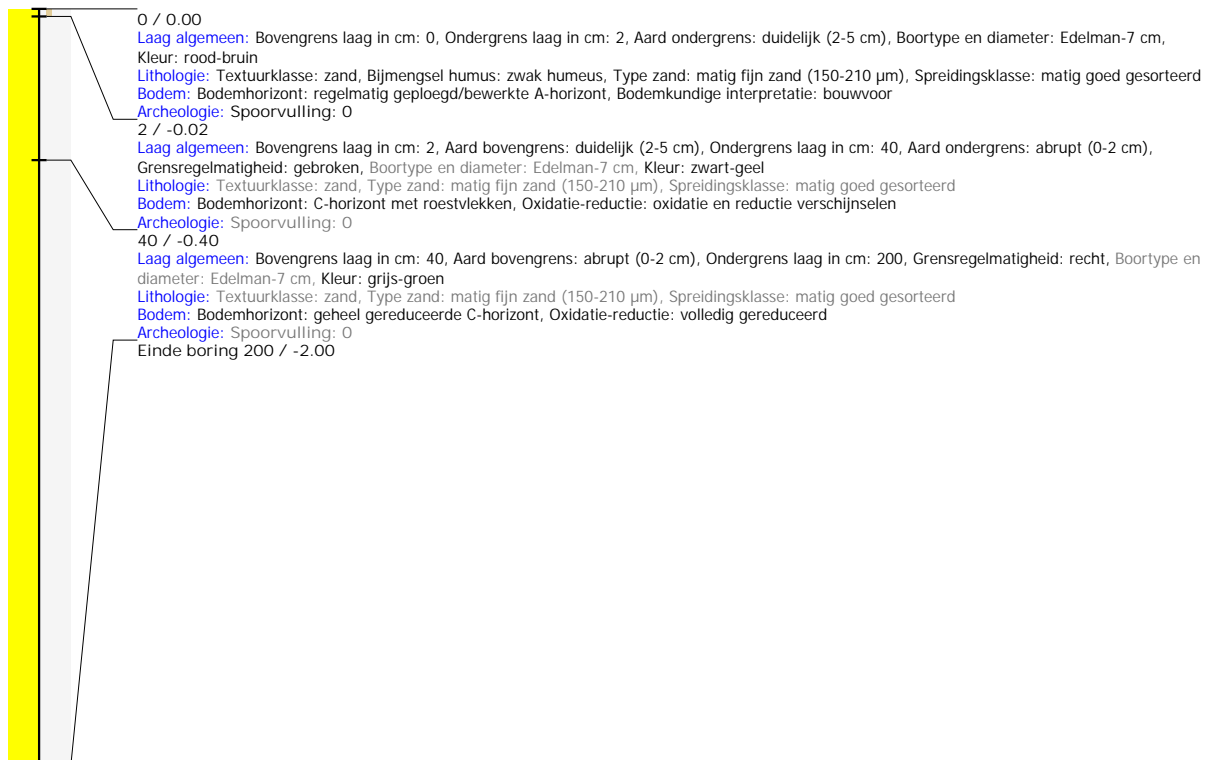 0 / 0.00
Laag algemeen: Bovengrens laag in cm: 0, Ondergrens laag in cm: 2, Aard ondergrens: duidelijk (2-5 cm), Boortype en diameter: Edelman-7 cm,
Kleur: rood-bruin
Lithologie: Textuurklasse: zand, Bijmengsel humus: zwak humeus, Type zand: matig fijn zand (150-210 µm), Spreidingsklasse: matig goed gesorteerd
Bodem: Bodemhorizont: regelmatig geploegd/bewerkte A-horizont, Bodemkundige interpretatie: bouwvoor
Archeologie: Spoorvulling: 0
2 / -0.02
Laag algemeen: Bovengrens laag in cm: 2, Aard bovengrens: duidelijk (2-5 cm), Ondergrens laag in cm: 40, Aard ondergrens: abrupt (0-2 cm),
Grensregelmatigheid: gebroken, Boortype en diameter: Edelman-7 cm, Kleur: zwart-geel
Lithologie: Textuurklasse: zand, Type zand: matig fijn zand (150-210 µm), Spreidingsklasse: matig goed gesorteerd
Bodem: Bodemhorizont: C-horizont met roestvlekken, Oxidatie-reductie: oxidatie en reductie verschijnselen
Archeologie: Spoorvulling: 0
40 / -0.40
Laag algemeen: Bovengrens laag in cm: 40, Aard bovengrens: abrupt (0-2 cm), Ondergrens laag in cm: 200, Grensregelmatigheid: recht, Boortype en
diameter: Edelman-7 cm, Kleur: grijs-groen
Lithologie: Textuurklasse: zand, Type zand: matig fijn zand (150-210 µm), Spreidingsklasse: matig goed gesorteerd
Bodem: Bodemhorizont: geheel gereduceerde C-horizont, Oxidatie-reductie: volledig gereduceerd
Archeologie: Spoorvulling: 0
Einde boring 200 / -2.00